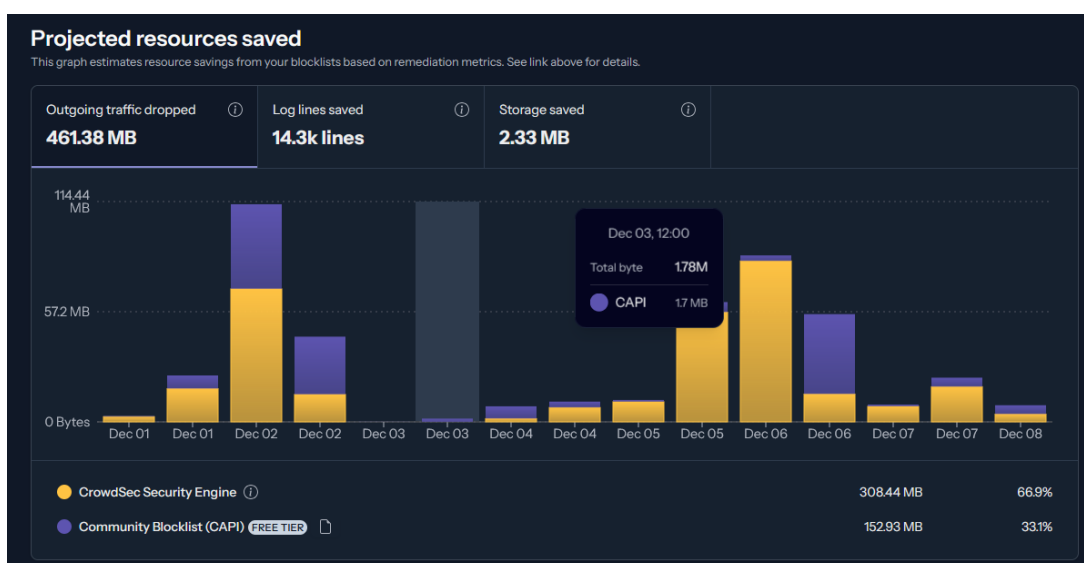 Projected resources saved
This graph estimates resource savings from your blocklists based on remediation metrics. See link above for details.
Outgoing traffic dropped
461.38 MB
Log lines saved
14.3k lines
Storage saved
2.33 MB
114.44
MB
57.2 MB
0 Bytes
Dec 03, 12:00
Total byte 1.78M
CAPI 1.7 MB
Dec 01 Dec 01 Dec 02 Dec 02 Dec 03 Dec 03 Dec 04 Dec 04 Dec 05 Dec 05 Dec 06 Dec 06 Dec 07 Dec 07 Dec 08
CrowdSec Security Engine 308.44 MB 66.9%
Community Blocklist (CAPI) FREE TIER 152.93 MB 33.1%